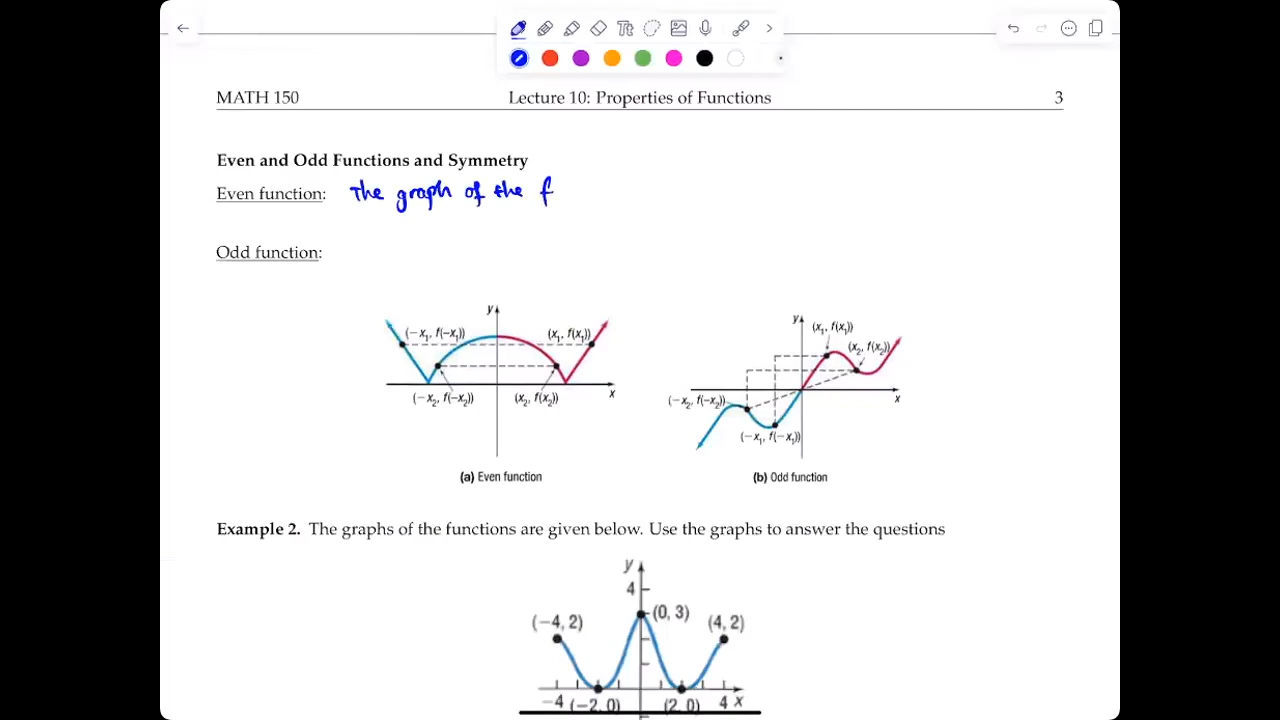 MATH 150 Lecture 10: Properties of Functions 3
Even and Odd Functions and Symmetry
Even function: The graph of the f
Odd function:
y
(−x₁, f(−x₁)) (x₁, f(x₁))
(−x₂, f(−x₂)) (x₂, f(x₂)) x
(a) Even function
y (x₁, f(x₁))
(x₂, f(x₂))
(−x₂, f(−x₂)) x
(−x₁, f(−x₁))
(b) Odd function
Example 2. The graphs of the functions are given below. Use the graphs to answer the questions
y
4
(−4, 2) (0, 3) (4, 2)
−4 (−2, 0) (2, 0) 4 x